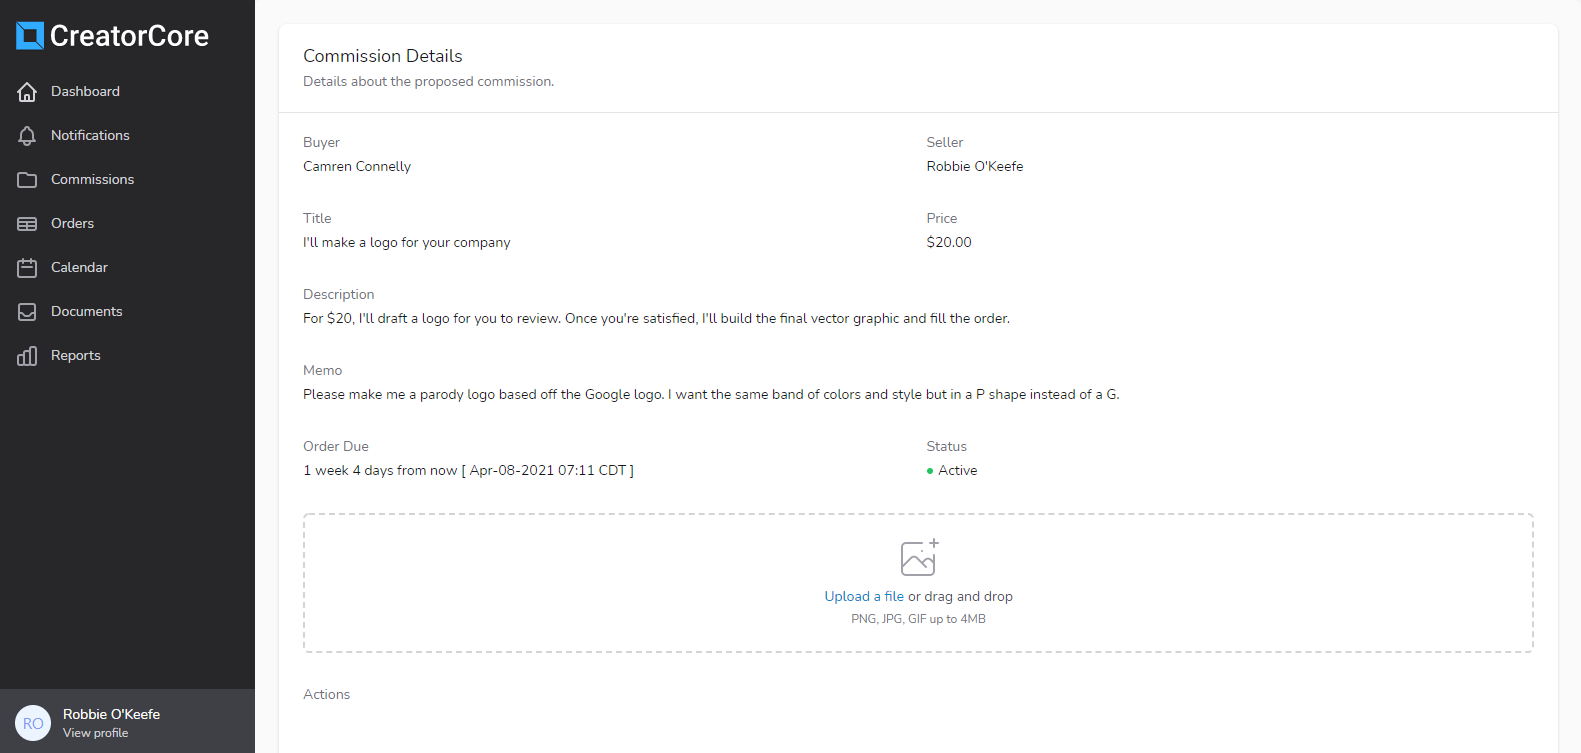 CreatorCore
Dashboard
Notifications
Commissions
Orders
Calendar
Documents
Reports
RO
Robbie O'Keefe
View profile
Commission Details
Details about the proposed commission.
Buyer
Camren Connelly
Seller
Robbie O'Keefe
Title
I'll make a logo for your company
Price
$20.00
Description
For $20, I'll draft a logo for you to review. Once you're satisfied, I'll build the final vector graphic and fill the order.
Memo
Please make me a parody logo based off the Google logo. I want the same band of colors and style but in a P shape instead of a G.
Order Due
1 week 4 days from now [ Apr-08-2021 07:11 CDT ]
Status
Active
Upload a file or drag and drop
PNG, JPG, GIF up to 4MB
Actions